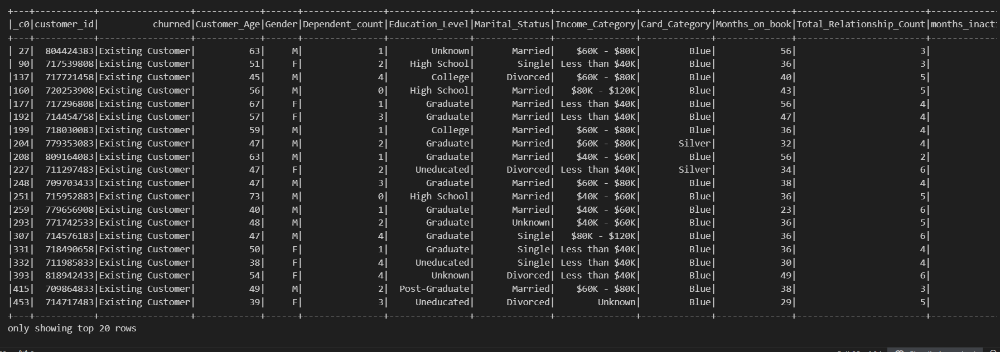 +---+-----------+-----------------+------------+------+---------------+---------------+--------------+---------------+-------------+--------------+------------------------+-------------
|_c0|customer_id|          churned|Customer_Age|Gender|Dependent_count|Education_Level|Marital_Status|Income_Category|Card_Category|Months_on_book|Total_Relationship_Count|months_inacti
+---+-----------+-----------------+------------+------+---------------+---------------+--------------+---------------+-------------+--------------+------------------------+-------------
| 27|  804424383|Existing Customer|          63|     M|              1|        Unknown|       Married|    $60K - $80K|         Blue|            56|                       3|
| 90|  717539808|Existing Customer|          51|     F|              2|    High School|        Single| Less than $40K|         Blue|            36|                       3|
|137|  717721458|Existing Customer|          45|     M|              4|        College|      Divorced|    $60K - $80K|         Blue|            40|                       5|
|160|  720253908|Existing Customer|          56|     M|              0|    High School|       Married|   $80K - $120K|         Blue|            43|                       5|
|177|  717296808|Existing Customer|          67|     F|              1|       Graduate|       Married| Less than $40K|         Blue|            56|                       4|
|192|  714454758|Existing Customer|          57|     F|              3|       Graduate|       Married| Less than $40K|         Blue|            47|                       4|
|199|  718030083|Existing Customer|          59|     M|              1|        College|       Married|    $60K - $80K|         Blue|            36|                       4|
|204|  779353083|Existing Customer|          47|     M|              2|       Graduate|       Married|    $60K - $80K|       Silver|            32|                       4|
|208|  809164083|Existing Customer|          63|     M|              1|       Graduate|       Married|    $40K - $60K|         Blue|            56|                       2|
|227|  711297483|Existing Customer|          47|     F|              2|     Uneducated|      Divorced| Less than $40K|       Silver|            34|                       6|
|248|  709703433|Existing Customer|          47|     M|              3|       Graduate|       Married|    $60K - $80K|         Blue|            38|                       4|
|251|  715952883|Existing Customer|          73|     M|              0|    High School|       Married|    $40K - $60K|         Blue|            36|                       5|
|259|  779656908|Existing Customer|          40|     M|              1|       Graduate|       Married|    $40K - $60K|         Blue|            23|                       6|
|293|  771742533|Existing Customer|          48|     M|              2|       Graduate|       Unknown|    $40K - $60K|         Blue|            36|                       5|
|307|  714576183|Existing Customer|          47|     M|              4|       Graduate|        Single|   $80K - $120K|         Blue|            36|                       6|
|331|  718490658|Existing Customer|          50|     F|              1|       Graduate|        Single| Less than $40K|         Blue|            36|                       4|
|332|  711985833|Existing Customer|          38|     F|              4|     Uneducated|        Single| Less than $40K|         Blue|            30|                       4|
|393|  818942433|Existing Customer|          54|     F|              4|        Unknown|      Divorced| Less than $40K|         Blue|            49|                       6|
|415|  709864833|Existing Customer|          49|     M|              2|  Post-Graduate|       Married|    $60K - $80K|         Blue|            38|                       3|
|453|  714717483|Existing Customer|          39|     F|              3|     Uneducated|      Divorced|        Unknown|         Blue|            29|                       5|
+---+-----------+-----------------+------------+------+---------------+---------------+--------------+---------------+-------------+--------------+------------------------+-------------
only showing top 20 rows